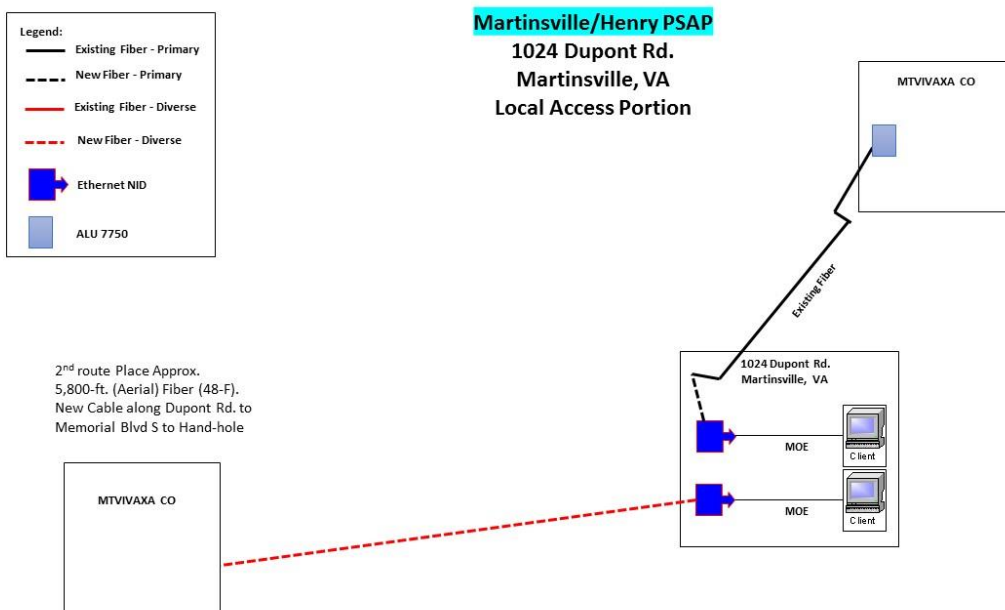 Martinsville/Henry PSAP
1024 Dupont Rd.
Martinsville, VA
Local Access Portion
Legend:
Existing Fiber - Primary
New Fiber - Primary
Existing Fiber - Diverse
New Fiber - Diverse
Ethernet NID
ALU 7750
MTVIVAXA CO
Existing Fiber
1024 Dupont Rd.
Martinsville, VA
MOE
Client
MOE
Client
2nd route Place Approx.
5,800-ft. (Aerial) Fiber (48-F).
New Cable along Dupont Rd. to
Memorial Blvd S to Hand-hole
MTVIVAXA CO